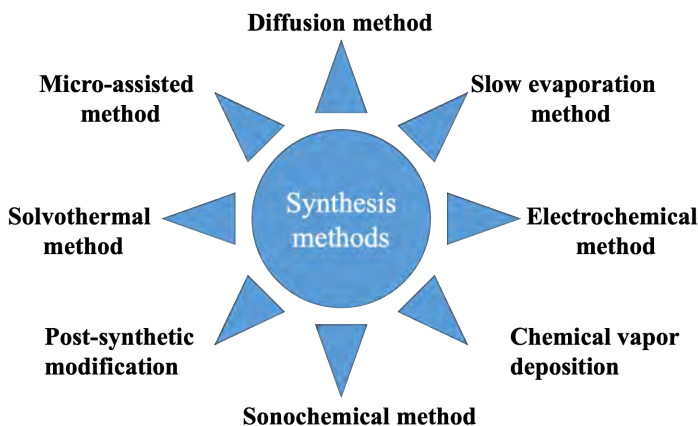 Diffusion method
Micro-assisted
method
Slow evaporation
method
Solvothermal
method
Synthesis
methods
Electrochemical
method
Post-synthetic
modification
Chemical vapor
deposition
Sonochemical method